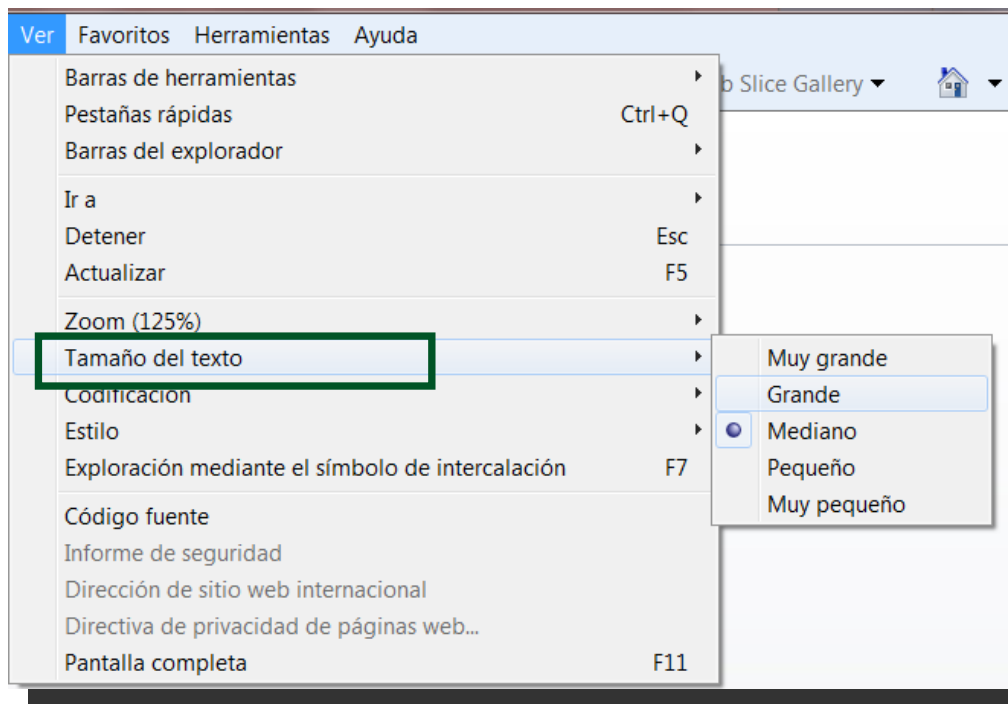 Ver Favoritos Herramientas Ayuda
b Slice Gallery
Barras de herramientas
Pestañas rápidas Ctrl+Q
Barras del explorador
Ir a
Detener Esc
Actualizar F5
Zoom (125%)
Tamaño del texto
Codificación
Estilo
Exploración mediante el símbolo de intercalación F7
Código fuente
Informe de seguridad
Dirección de sitio web internacional
Directiva de privacidad de páginas web...
Pantalla completa F11
Muy grande
Grande
Mediano
Pequeño
Muy pequeño